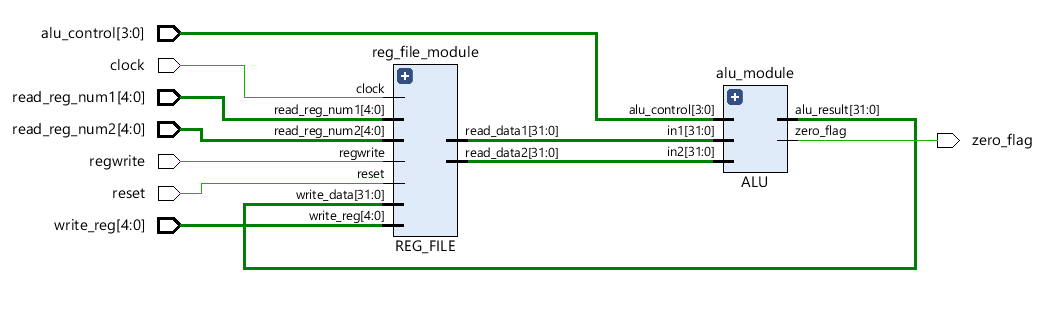 alu_control[3:0]
clock
read_reg_num1[4:0]
read_reg_num2[4:0]
regwrite
reset
write_reg[4:0]
reg_file_module
clock
read_reg_num1[4:0]
read_reg_num2[4:0]
regwrite
reset
write_data[31:0]
write_reg[4:0]
read_data1[31:0]
read_data2[31:0]
REG_FILE
alu_module
alu_control[3:0]
in1[31:0]
in2[31:0]
alu_result[31:0]
zero_flag
ALU
zero_flag